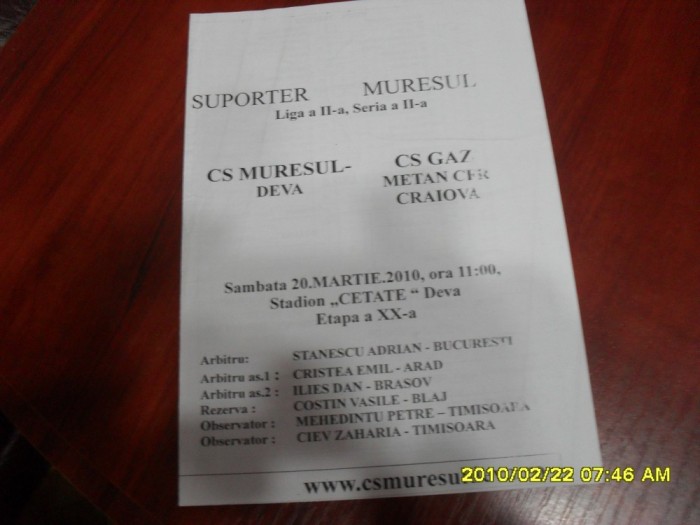 SUPORTER MURESUL
Liga a II-a, Seria a II-a
CS MURESUL-
DEVA
CS GAZ
METAN CFR
CRAIOVA
Sambata 20.MARTIE.2010, ora 11:00,
Stadion „CETATE “ Deva
Etapa a XX-a
Arbitru: STANESCU ADRIAN - BUCURESTI
Arbitru as.1 : CRISTEA EMIL - ARAD
Arbitru as.2 : ILIES DAN - BRASOV
Rezerva : COSTIN VASILE - BLAJ
Observator : MEHEDINTU PETRE – TIMISOARA
Observator : CIEV ZAHARIA - TIMISOARA
www.csmuresu
2010/02/22 07:46 AM